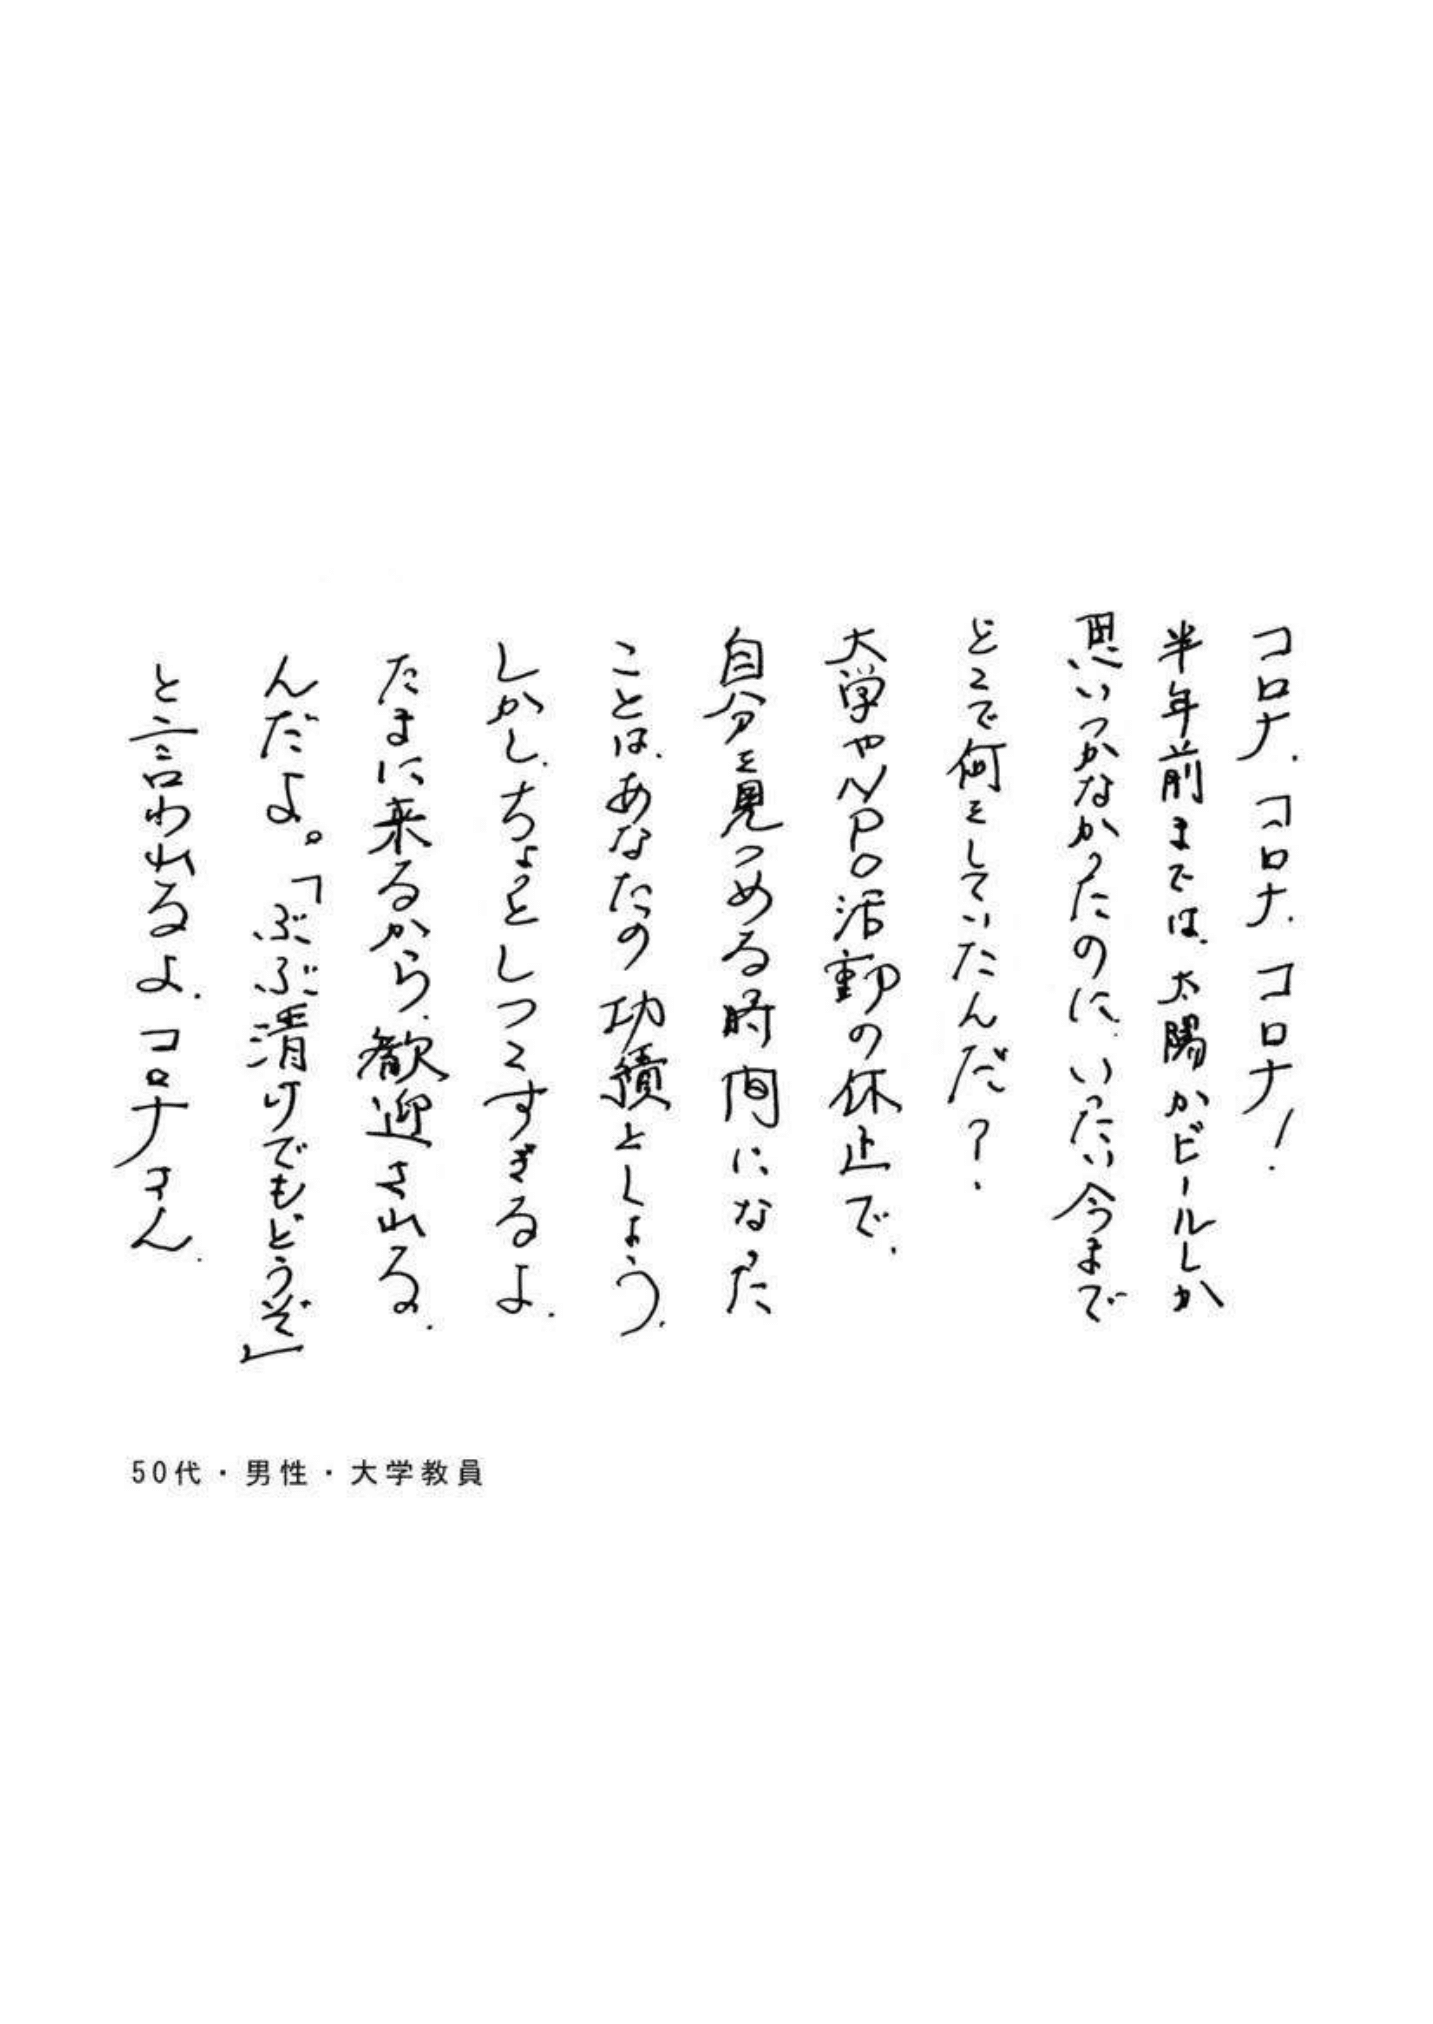 コロナ、コロナ、コロナ！
半年前までは、太陽かビールしか
思いつかなかったのに、いったい今まで
どこで何をしていたんだ？．
大学やNPO活動の休止で、
自分を見つめる時間になった
ことは、あなたの功績としよう。
しかし、ちょっとしつこすぎるよ．
たまに来るから、歓迎される．
んだよ。「ぶぶ漬けでもどうぞ」
と言われるよ、コロナさん．
50代・男性・大学教員